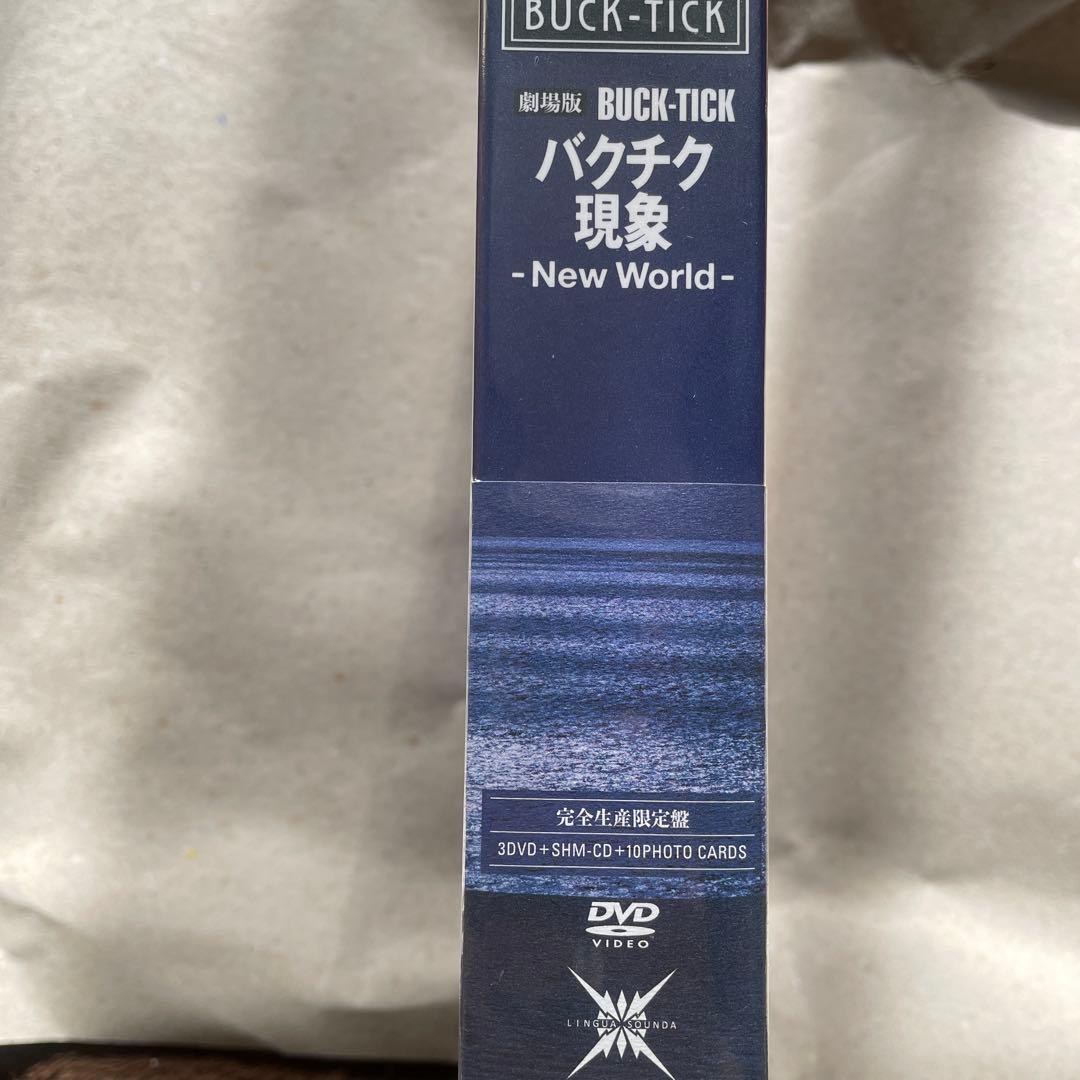 BUCK-TICK
劇場版 BUCK-TICK
バクチク
現象
-New World-
完全生産限定盤
3DVD+SHM-CD+10PHOTO CARDS
DVD
VIDEO
LINGUA SOUNDA